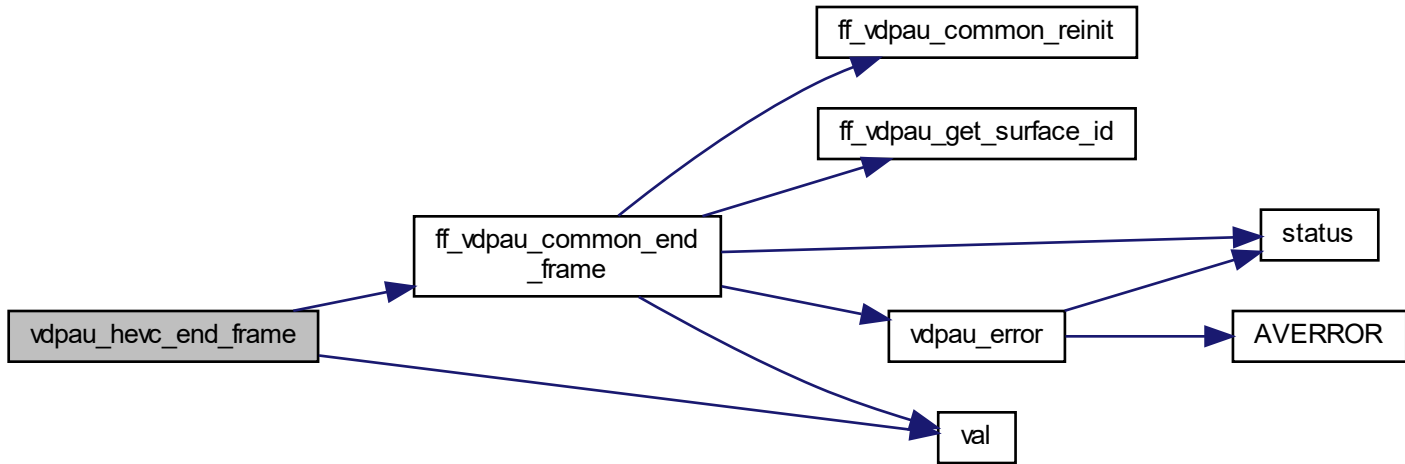 ff_vdpau_common_reinit
ff_vdpau_get_surface_id
ff_vdpau_common_end
_frame
status
vdpau_hevc_end_frame
vdpau_error
AVERROR
val